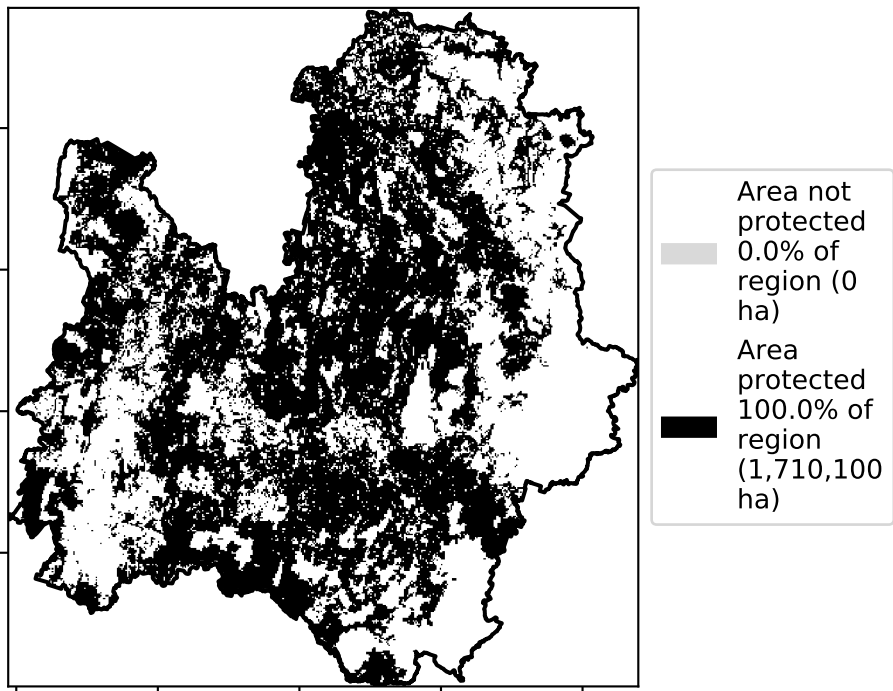 Area not
protected
0.0% of
region (0
ha)
Area
protected
100.0% of
region
(1,710,100
ha)